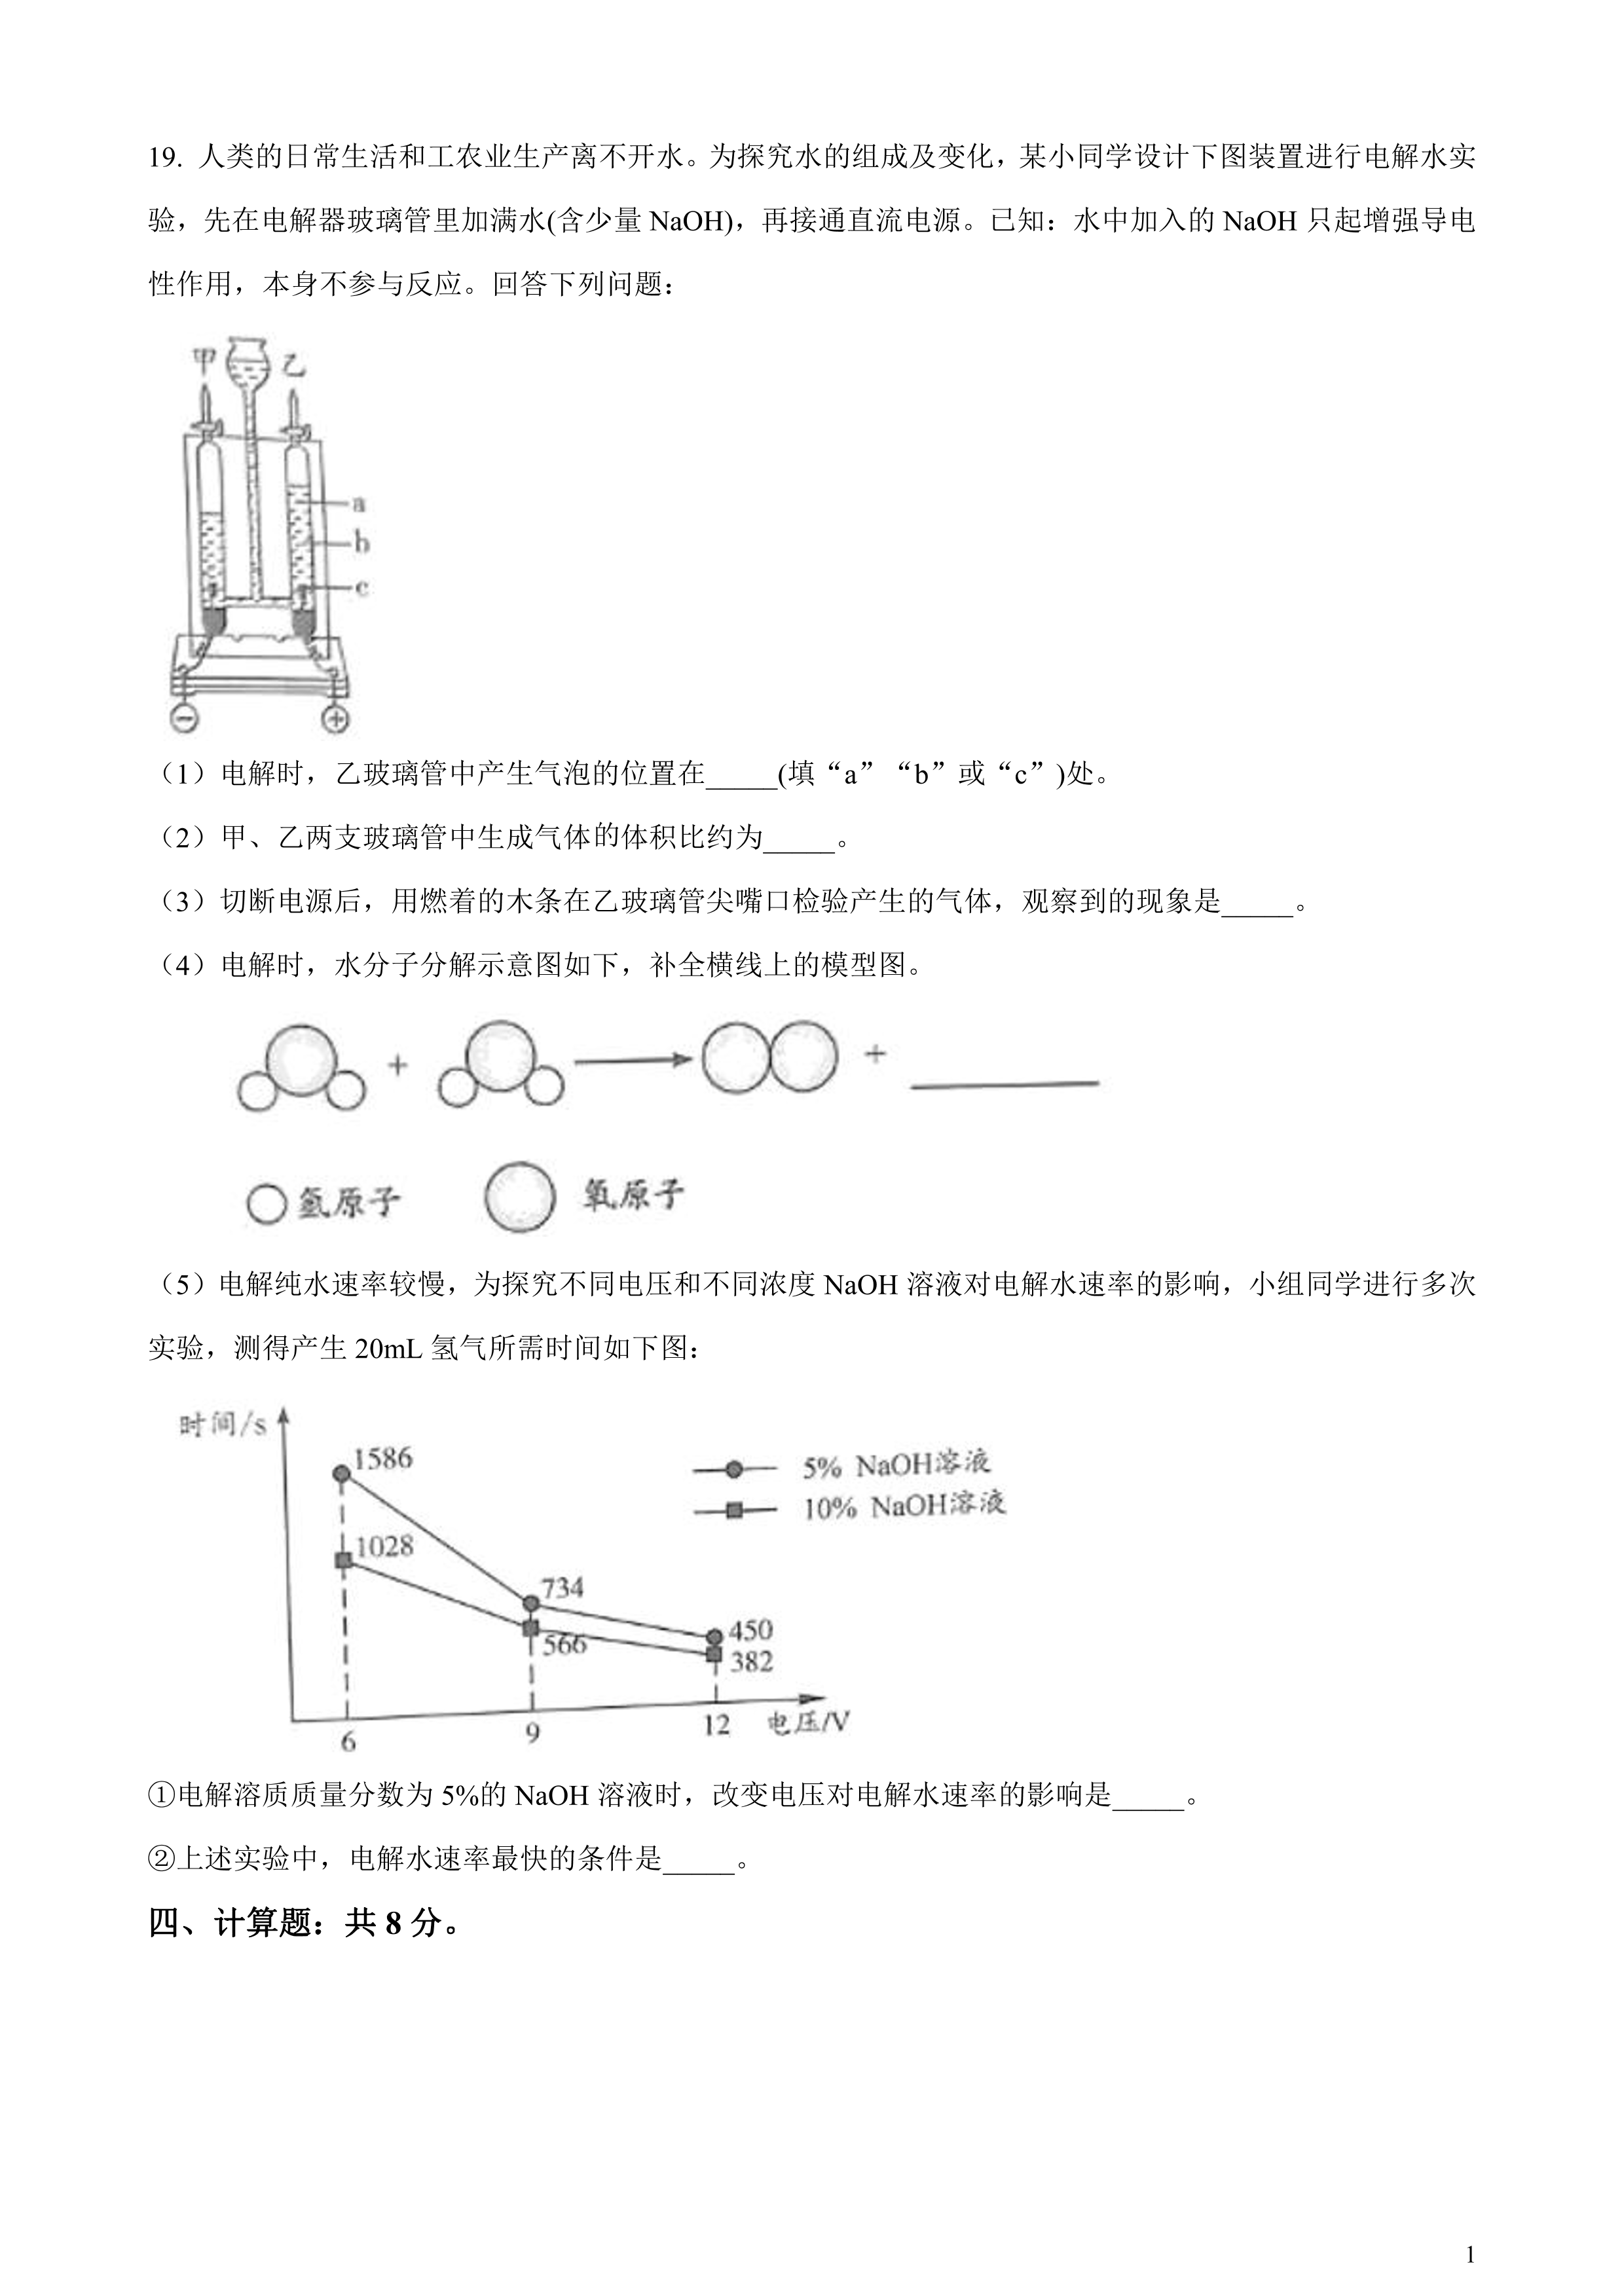 19. 人类的日常生活和工农业生产离不开水。为探究水的组成及变化，某小同学设计下图装置进行电解水实
验，先在电解器玻璃管里加满水(含少量 NaOH)，再接通直流电源。已知：水中加入的 NaOH 只起增强导电
性作用，本身不参与反应。回答下列问题：
甲 乙
a
b
c
− +
（1）电解时，乙玻璃管中产生气泡的位置在_____(填“a”“b”或“c”)处。
（2）甲、乙两支玻璃管中生成气体的体积比约为_____。
（3）切断电源后，用燃着的木条在乙玻璃管尖嘴口检验产生的气体，观察到的现象是_____。
（4）电解时，水分子分解示意图如下，补全横线上的模型图。
+ +
氢原子 氧原子
（5）电解纯水速率较慢，为探究不同电压和不同浓度 NaOH 溶液对电解水速率的影响，小组同学进行多次
实验，测得产生 20mL 氢气所需时间如下图：
时间/s
1586
5% NaOH溶液
10% NaOH溶液
1028
734
566
450
382
6 9 12 电压/V
①电解溶质质量分数为 5%的 NaOH 溶液时，改变电压对电解水速率的影响是_____。
②上述实验中，电解水速率最快的条件是_____。
四、计算题：共 8 分。
1